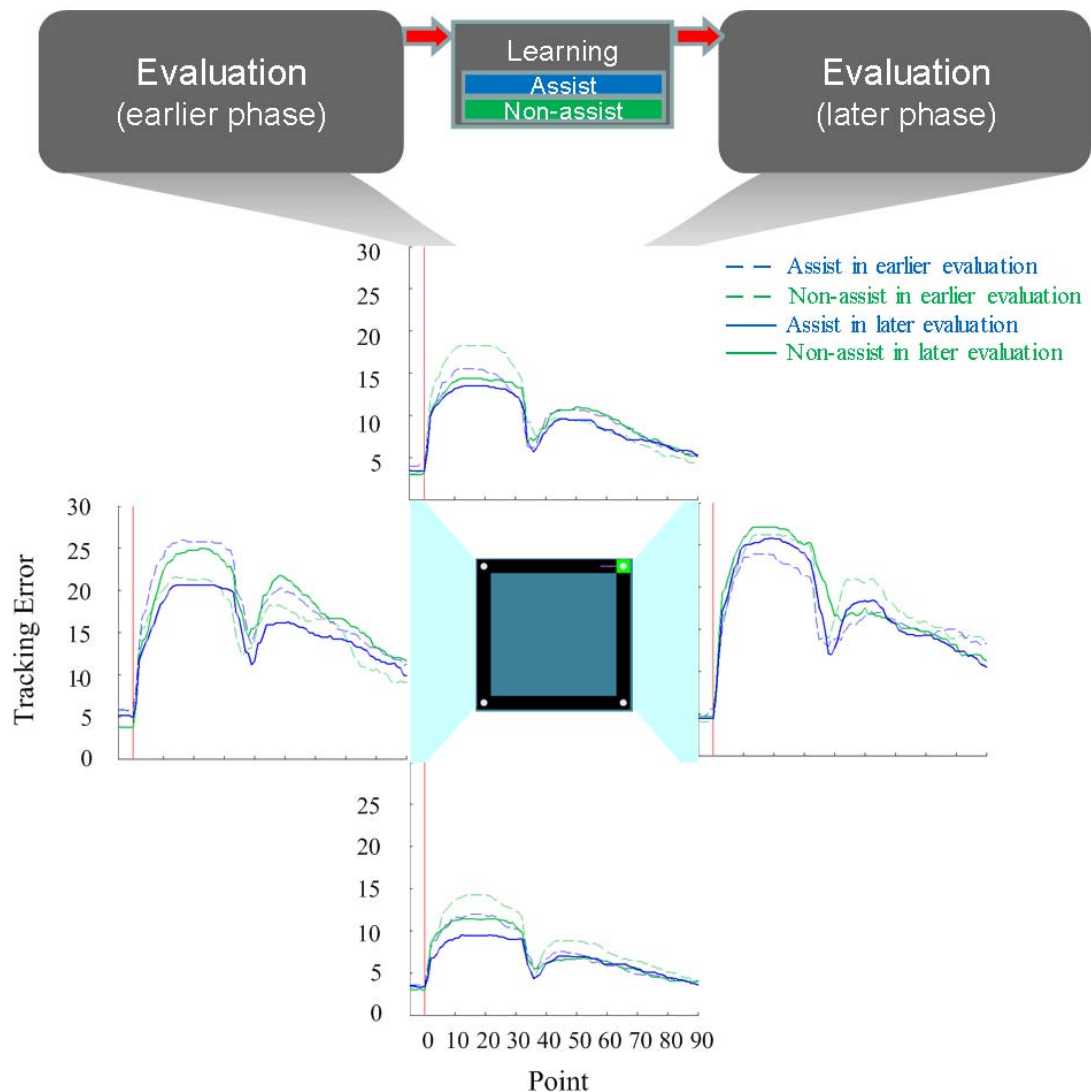 Evaluation
(earlier phase)
Learning
Assist
Non-assist
Evaluation
(later phase)
Assist in earlier evaluation
Non-assist in earlier evaluation
Assist in later evaluation
Non-assist in later evaluation
30
25
20
15
10
5
Tracking Error
30
25
20
15
10
5
0
25
20
15
10
5
0
0 10 20 30 40 50 60 70 80 90
Point